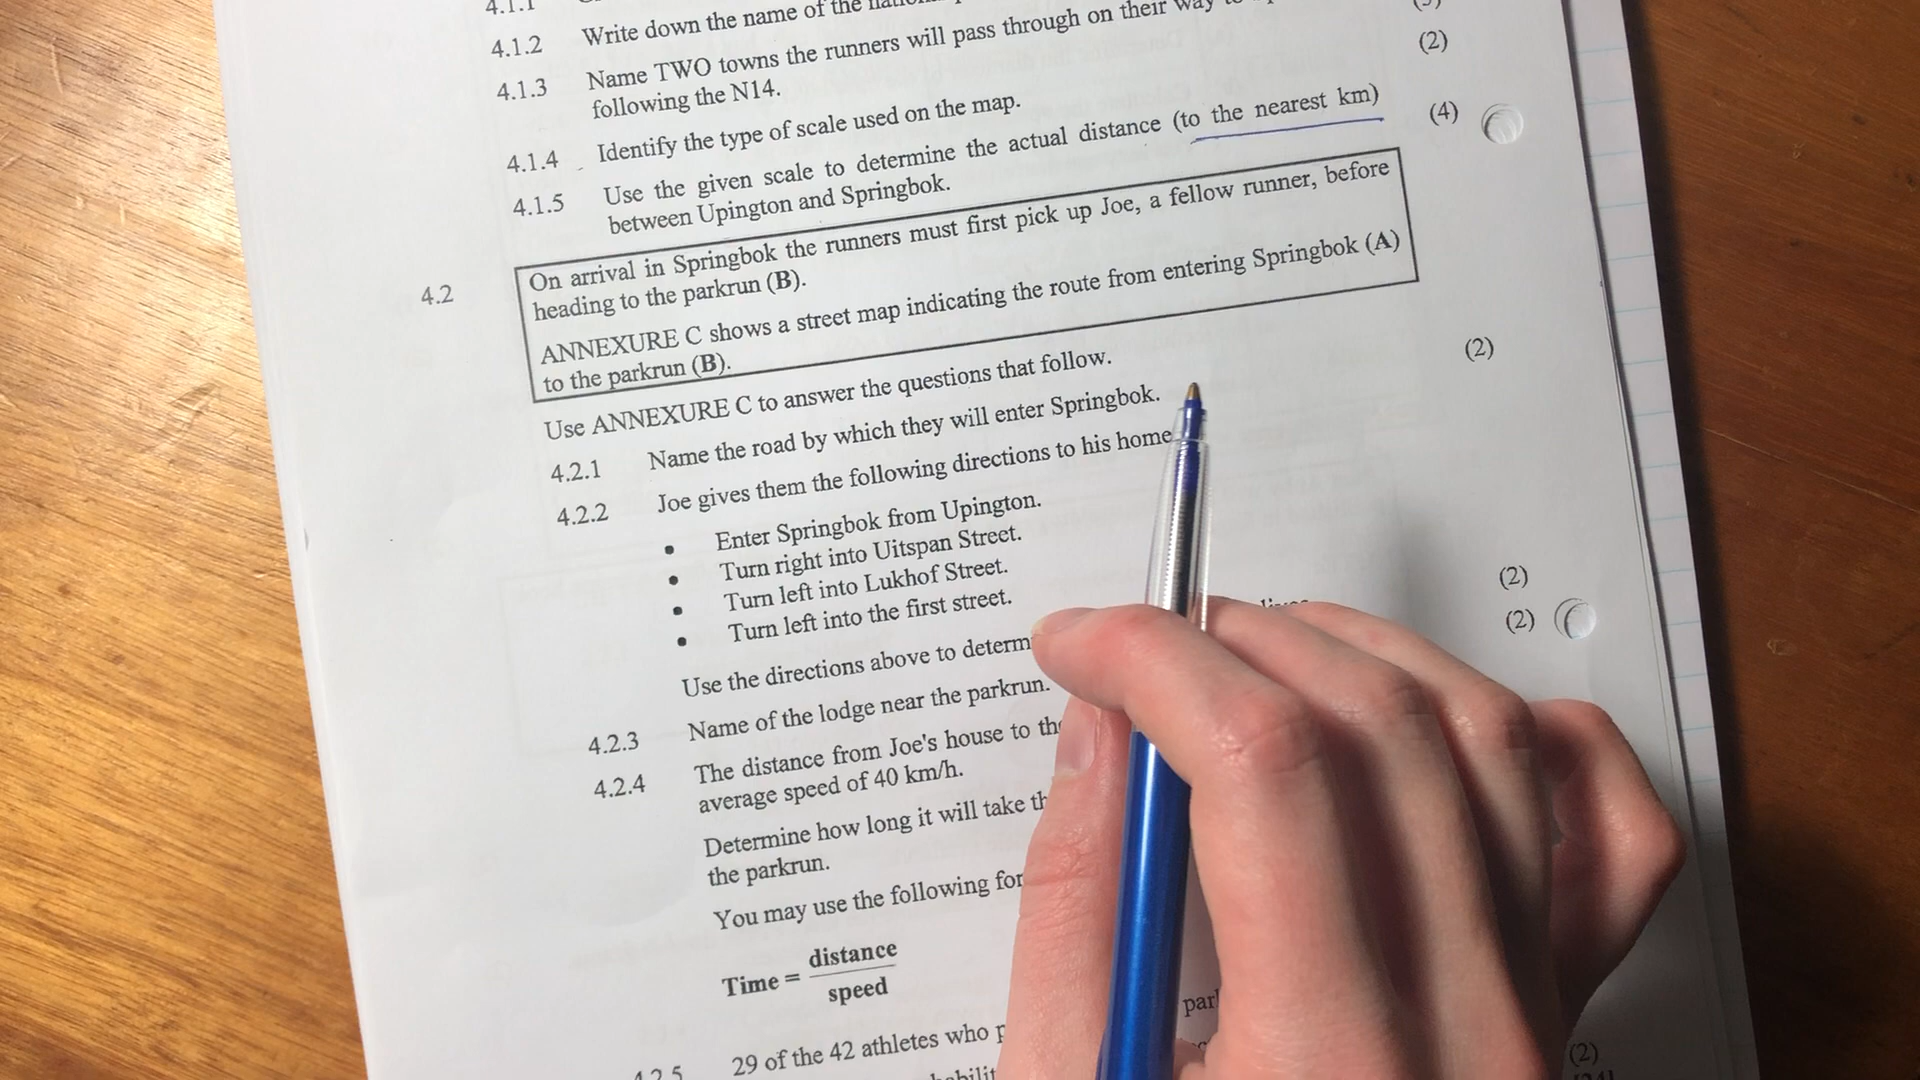 4.1.1
4.1.2 Write down the name of the
4.1.3 Name TWO towns the runners will pass through on their way
following the N14.
(2)
4.1.4 Identify the type of scale used on the map.
4.1.5 Use the given scale to determine the actual distance (to the nearest km)
between Upington and Springbok.
(4)
4.2 On arrival in Springbok the runners must first pick up Joe, a fellow runner, before
heading to the parkrun (B).
ANNEXURE C shows a street map indicating the route from entering Springbok (A)
to the parkrun (B).
Use ANNEXURE C to answer the questions that follow.
4.2.1 Name the road by which they will enter Springbok.
(2)
4.2.2 Joe gives them the following directions to his home
• Enter Springbok from Upington.
• Turn right into Uitspan Street.
• Turn left into Lukhof Street.
• Turn left into the first street.
Use the directions above to
(2)
4.2.3 Name of the lodge near the parkrun.
(2)
4.2.4 The distance from Joe's house to
average speed of 40 km/h.
Determine how long it will take
the parkrun.
You may use the following
Time = distance
speed
29 of the 42 athletes who
(2)